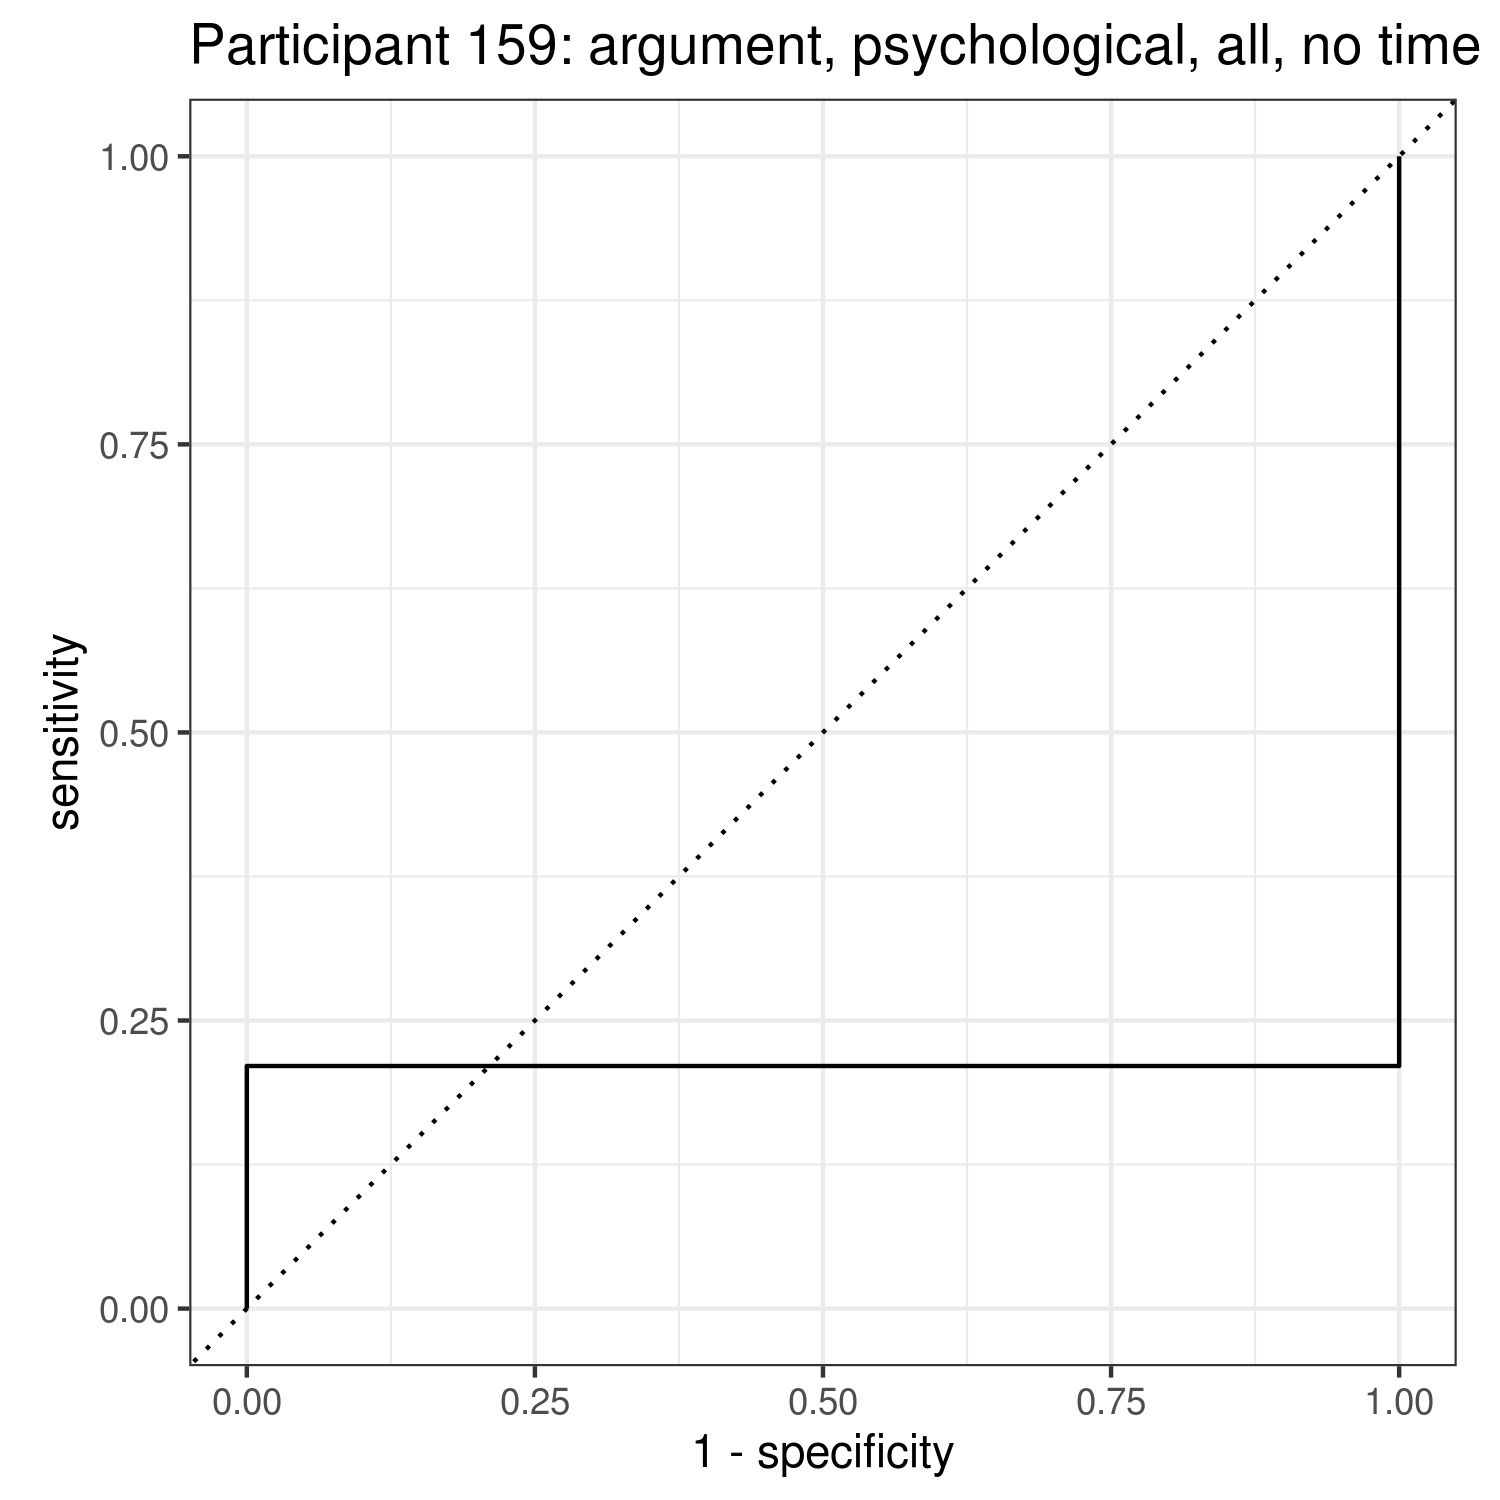 Participant 159: argument, psychological, all, no time
1.00
0.75
0.50
0.25
0.00
sensitivity
0.00 0.25 0.50 0.75 1.00
1 - specificity